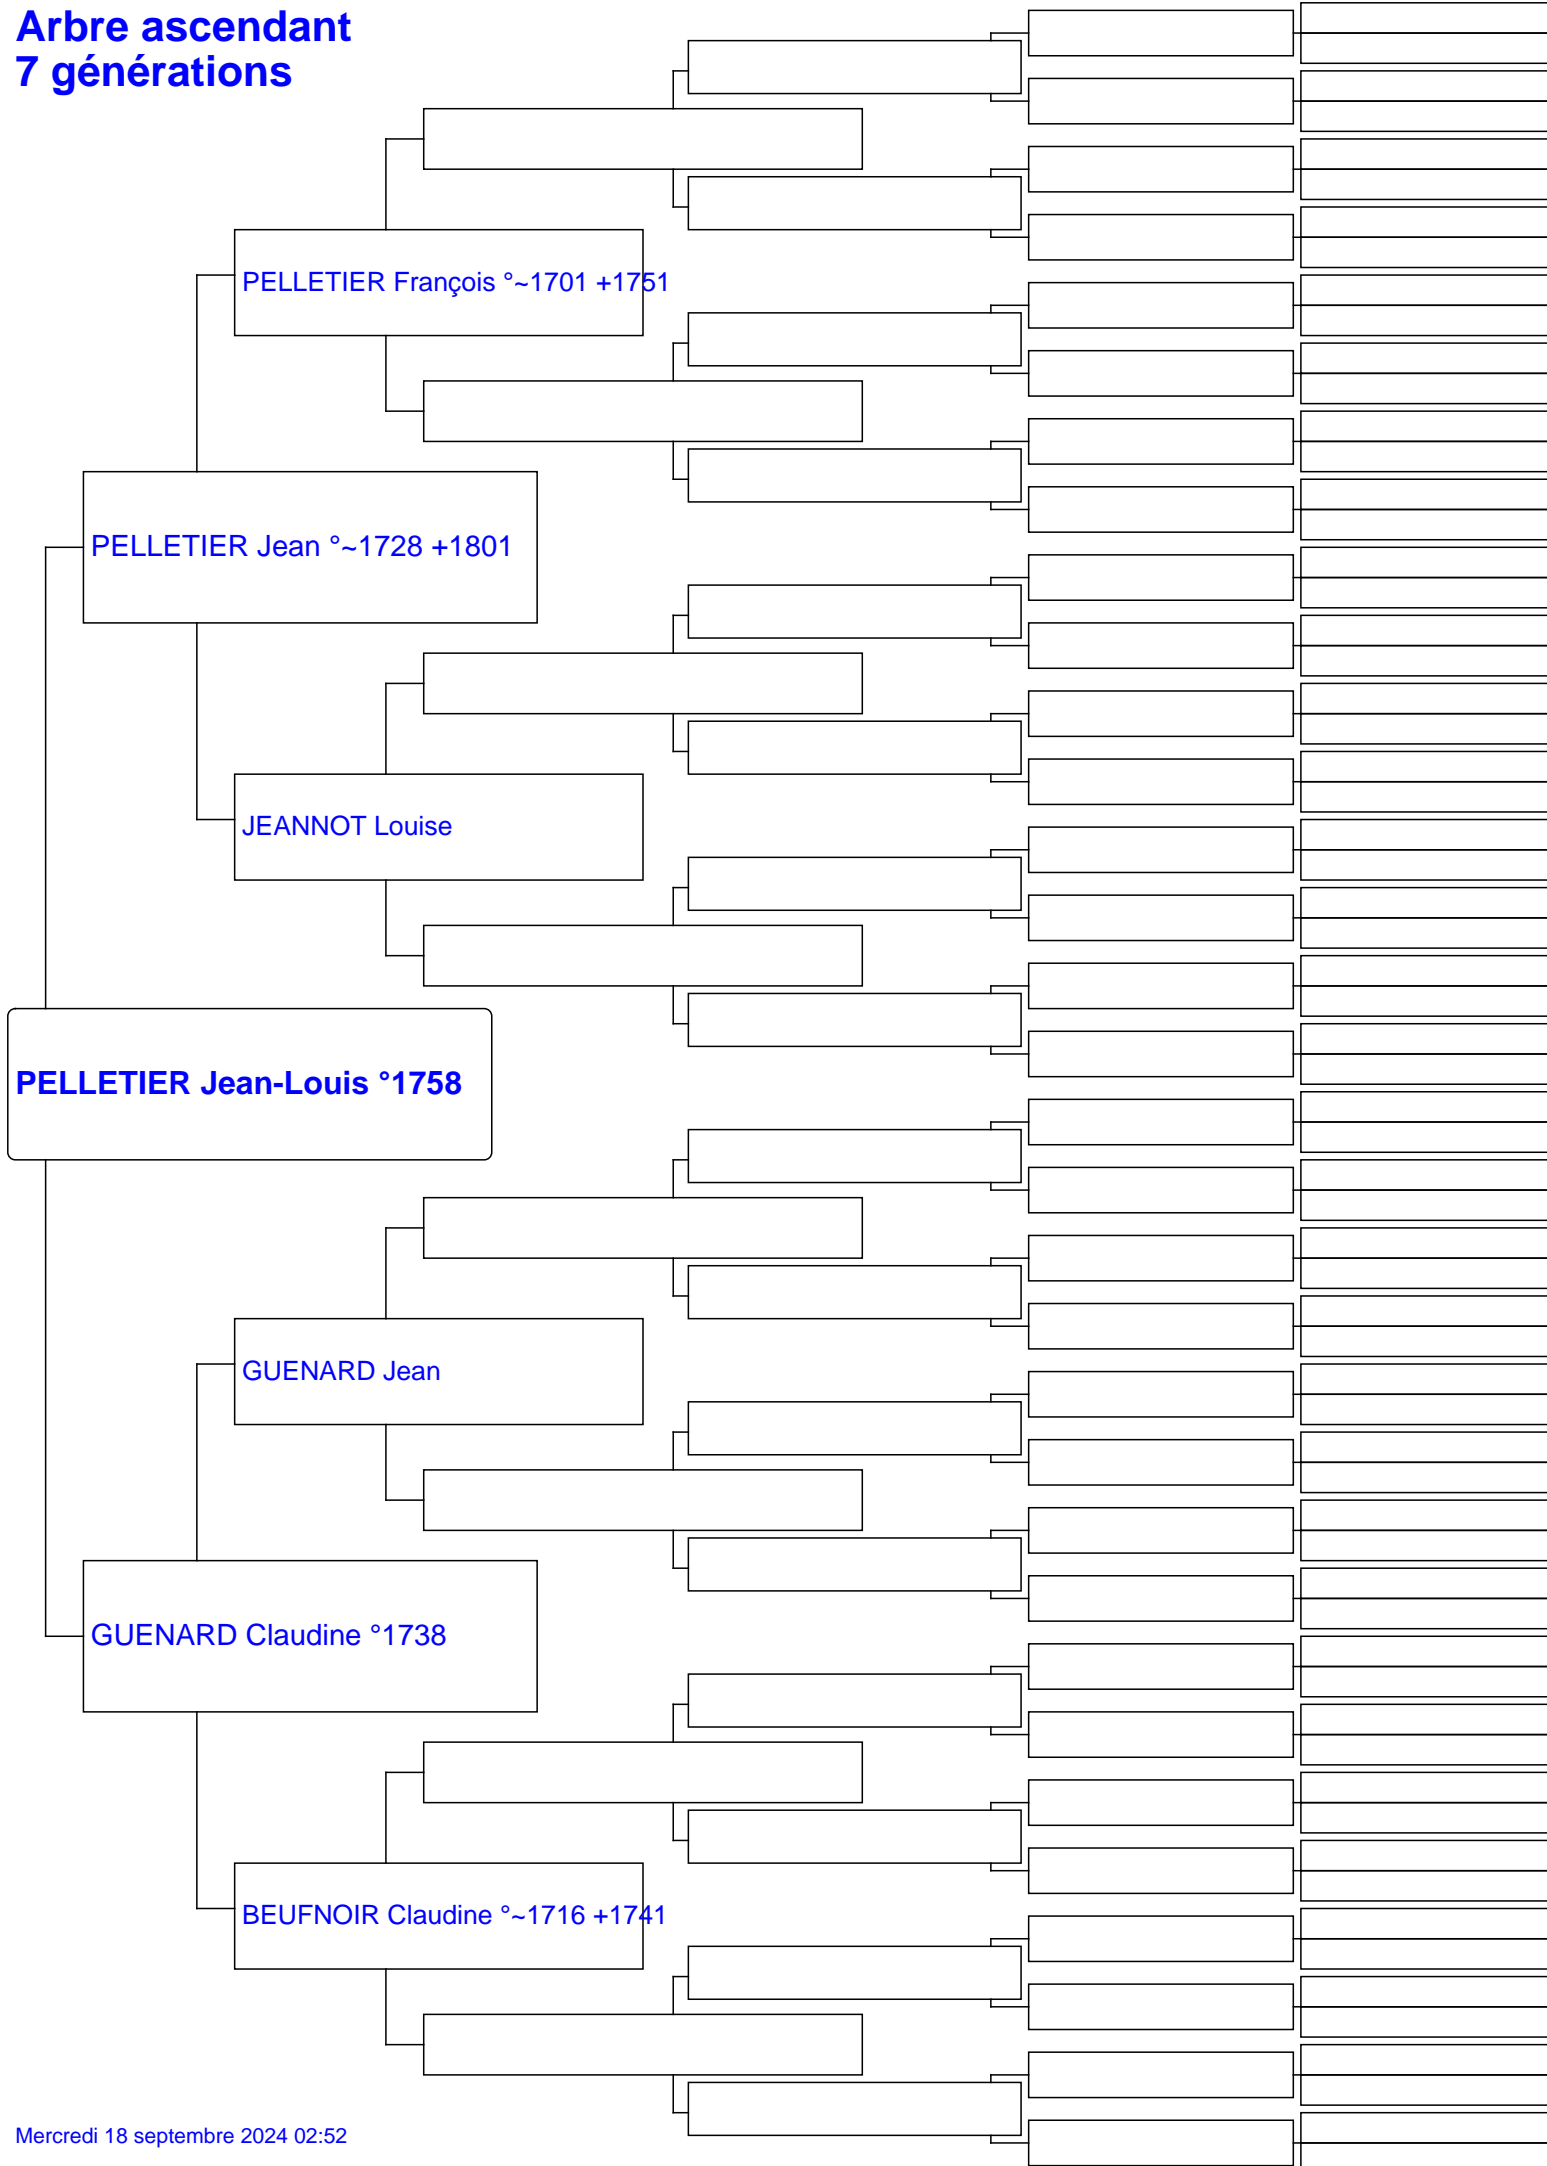 Arbre ascendant
7 générations
PELLETIER François °~1701 +1751
PELLETIER Jean °~1728 +1801
JEANNOT Louise
PELLETIER Jean-Louis °1758
GUENARD Jean
GUENARD Claudine °1738
BEUFNOIR Claudine °~1716 +1741
Mercredi 18 septembre 2024 02:52